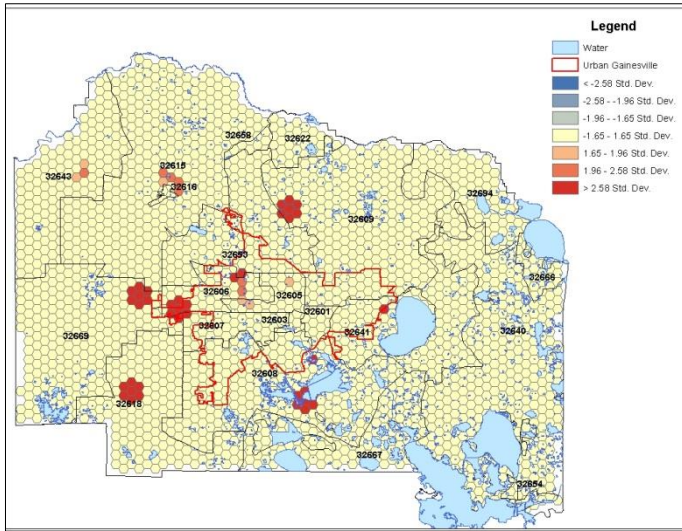 Legend
Water
Urban Gainesville
< -2.58 Std. Dev.
-2.58 - -1.96 Std. Dev.
-1.96 - -1.65 Std. Dev.
-1.65 - 1.65 Std. Dev.
1.65 - 1.96 Std. Dev.
1.96 - 2.58 Std. Dev.
> 2.58 Std. Dev.
32658
32622
32615
32643
32616
32694
32609
32653
32666
32606
32605
32601
32603
32607
32641
32640
32669
32608
32618
32667
32654